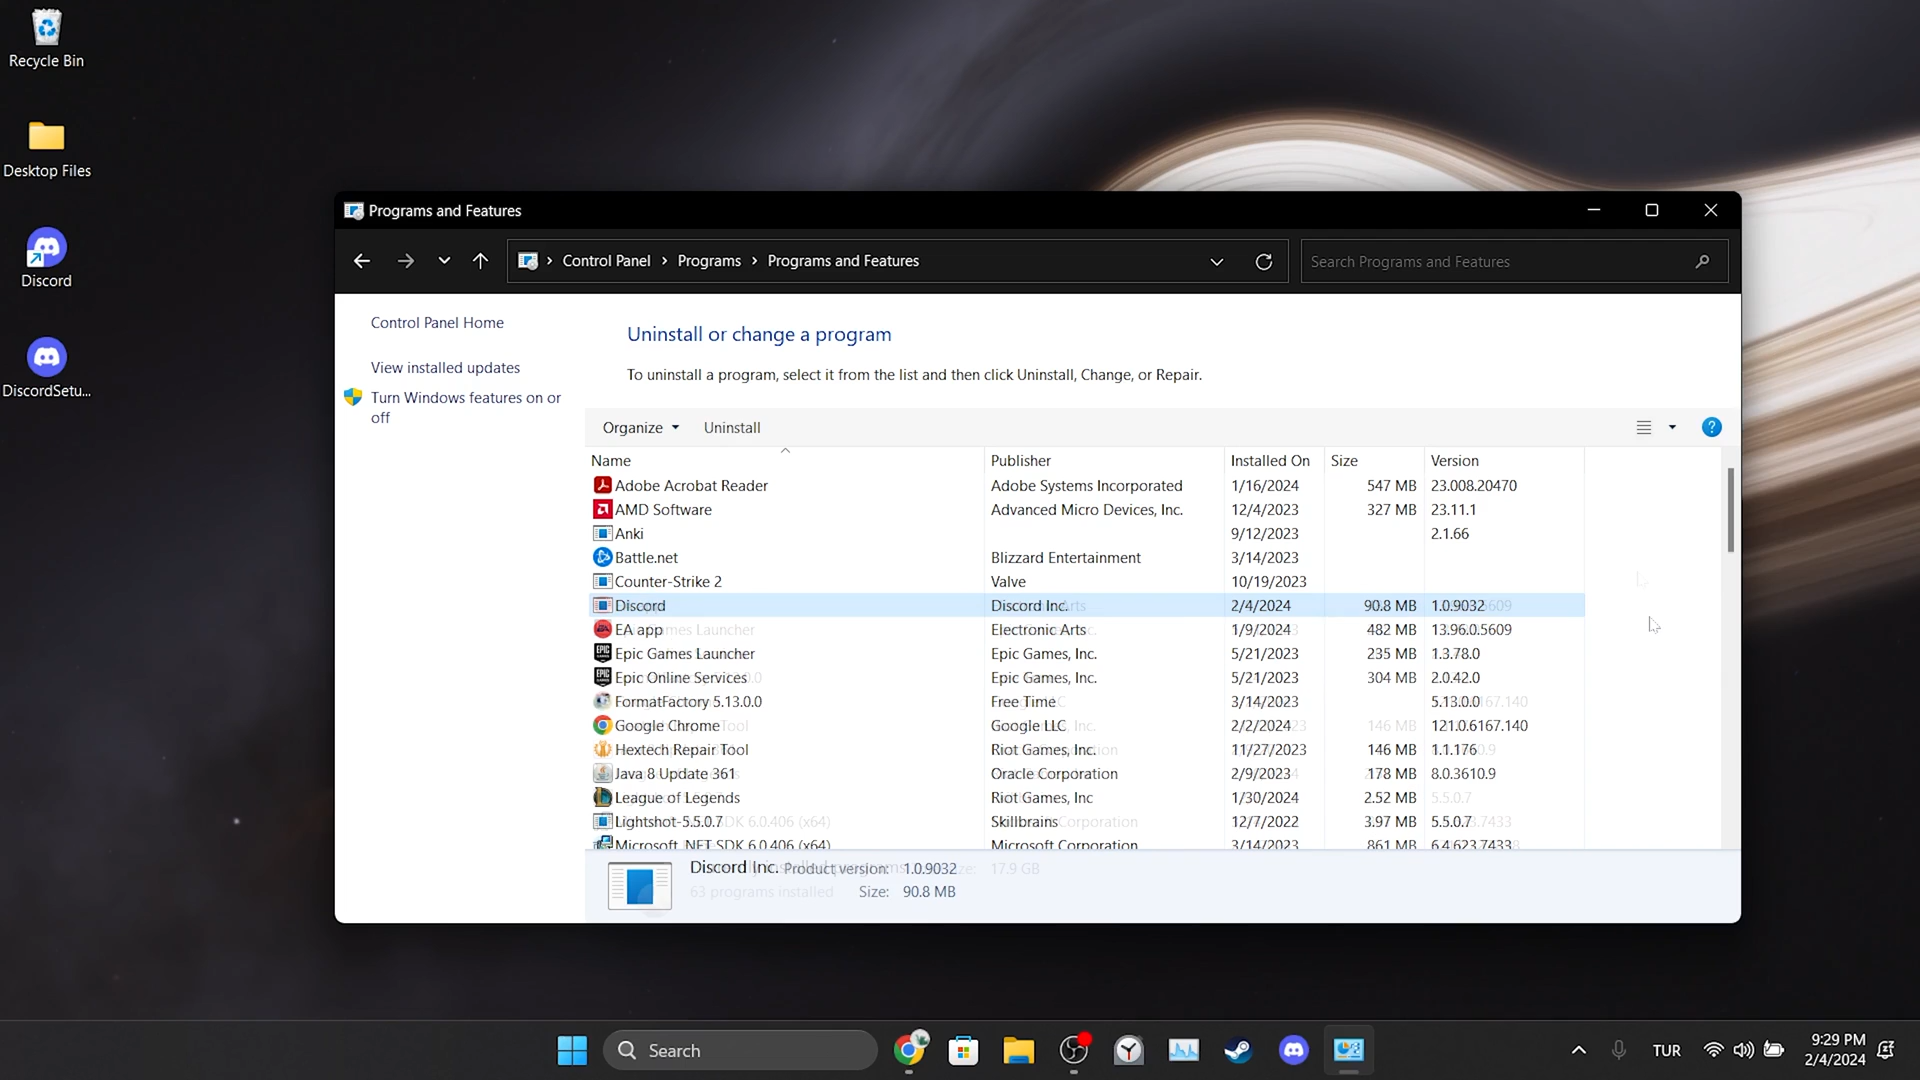 Recycle Bin
Desktop Files
Discord
DiscordSetu...
Programs and Features
Control Panel > Programs > Programs and Features
Search Programs and Features
Control Panel Home
View installed updates
Turn Windows features on or
off
Uninstall or change a program
To uninstall a program, select it from the list and then click Uninstall, Change, or Repair.
Organize Uninstall
?
Name Publisher Installed On Size Version
Adobe Acrobat Reader Adobe Systems Incorporated 1/16/2024 547 MB 23.008.20470
AMD Software Advanced Micro Devices, Inc. 12/4/2023 327 MB 23.11.1
Anki 9/12/2023 2.1.66
Battle.net Blizzard Entertainment 3/14/2023
Counter-Strike 2 Valve 10/19/2023
Discord Discord Inc. 2/4/2024 90.8 MB 1.0.9032
EA app Electronic Arts 1/9/2024 482 MB 13.96.0.5609
Epic Games Launcher Epic Games, Inc. 5/21/2023 235 MB 1.3.78.0
Epic Online Services Epic Games, Inc. 5/21/2023 304 MB 2.0.42.0
FormatFactory 5.13.0.0 Free Time 3/14/2023 5.13.0.0
Google Chrome Google LLC 2/2/2024 121.0.6167.140
Hextech Repair Tool Riot Games, Inc. 11/27/2023 146 MB 1.1.176
Java 8 Update 361 Oracle Corporation 2/9/2023 178 MB 8.0.3610.9
League of Legends Riot Games, Inc 1/30/2024 2.52 MB
Lightshot-5.5.0.7 Skillbrains 12/7/2022 3.97 MB 5.5.0.7
Microsoft .NET SDK 6.0.406 (x64) Microsoft Corporation 3/14/2023 861 MB 6.4.623.7433
Discord Inc. Product version: 1.0.9032 17.9 GB
63 programs installed Size: 90.8 MB
Search
TUR
9:29 PM
2/4/2024